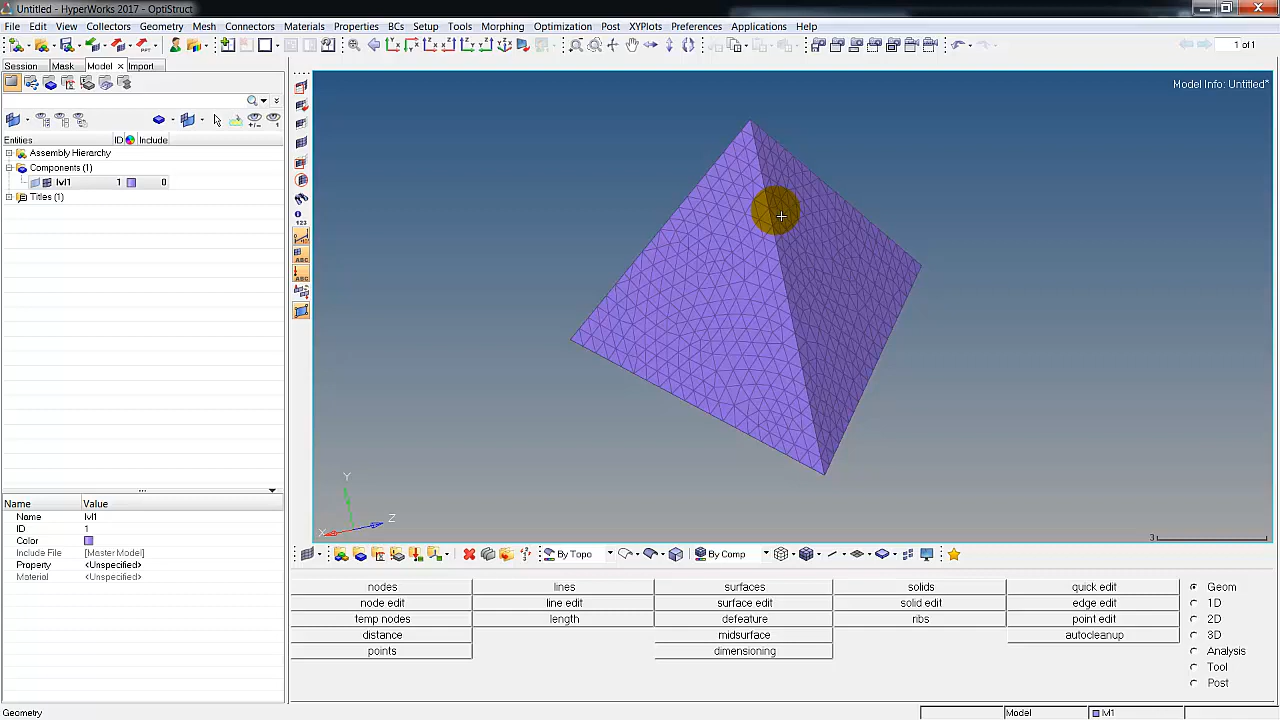 Untitled - HyperWorks 2017 - OptiStruct
File Edit View Collectors Geometry Mesh Connectors Materials Properties BCs Setup Tools Morphing Optimization Post XYPlots Preferences Applications Help
1 of 1
Session Mask Model Import
Model Info: Untitled*
Entities ID Include
Assembly Hierarchy
Components (1)
lvl1 1 0
Titles (1)
Name Value
Name lvl1
ID 1
Color
Include File [Master Model]
Property <Unspecified>
Material <Unspecified>
123
ABC
ABC
Y
Z
X
3
By Topo By Comp
nodes lines surfaces solids quick edit Geom
node edit line edit surface edit solid edit edge edit 1D
temp nodes length defeature ribs point edit 2D
distance midsurface autocleanup 3D
points dimensioning Analysis
Tool
Post
Geometry Model lvl1